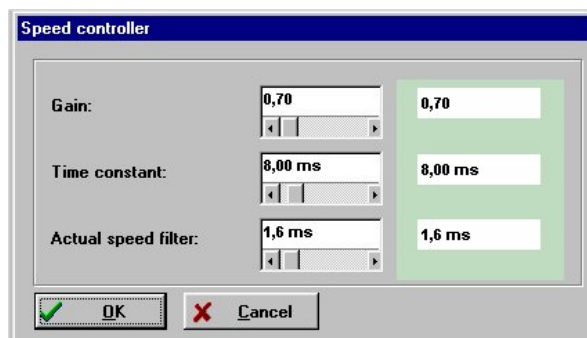 Speed controller
Gain: 0,70 0,70
Time constant: 8,00 ms 8,00 ms
Actual speed filter: 1,6 ms 1,6 ms
OK Cancel